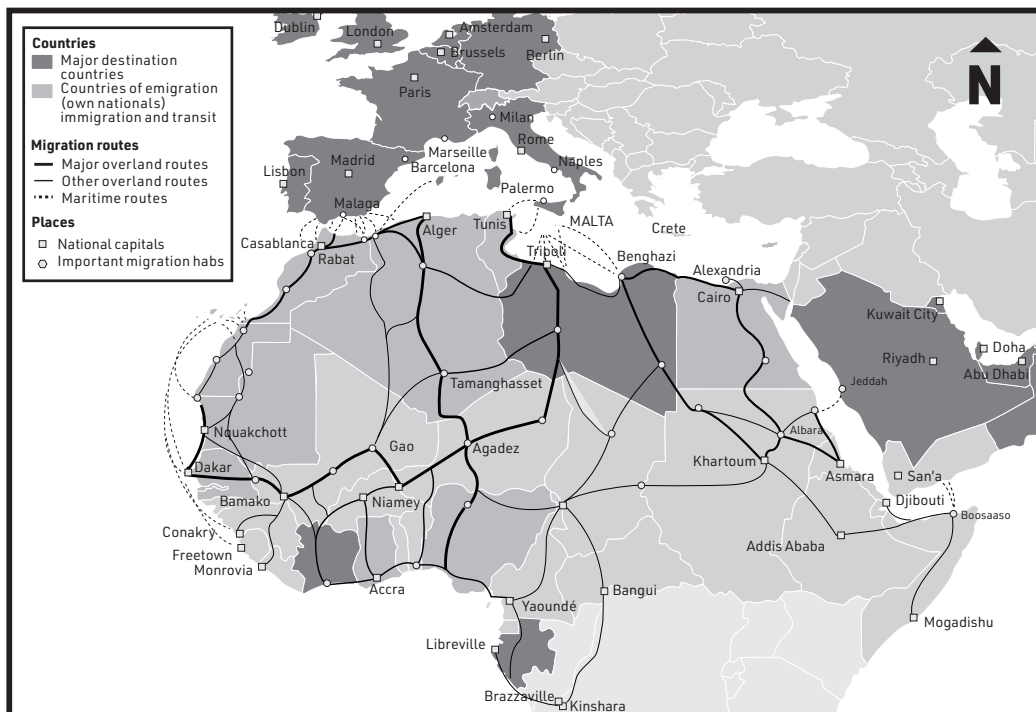 Countries
Major destination
countries
Countries of emigration
(own nationals)
immigration and transit
Migration routes
Major overland routes
Other overland routes
Maritime routes
Places
National capitals
Important migration habs
N
Dublin
London
Amsterdam
Brussels
Berlin
Paris
Milan
Rome
Marseille
Barcelona
Naples
Madrid
Lisbon
Malaga
Palermo
MALTA
Crete
Casablanca
Rabat
Alger
Tunis
Tripoli
Benghazi
Alexandria
Cairo
Kuwait City
Riyadh
Doha
Abu Dhabi
Jeddah
Tamanghasset
Nquakchott
Gao
Agadez
Albara
Dakar
Khartoum
Asmara
San'a
Bamako
Niamey
Djibouti
Boosaaso
Conakry
Freetown
Monrovia
Addis Ababa
Accra
Yaoundé
Bangui
Mogadishu
Libreville
Brazzaville
Kinshara